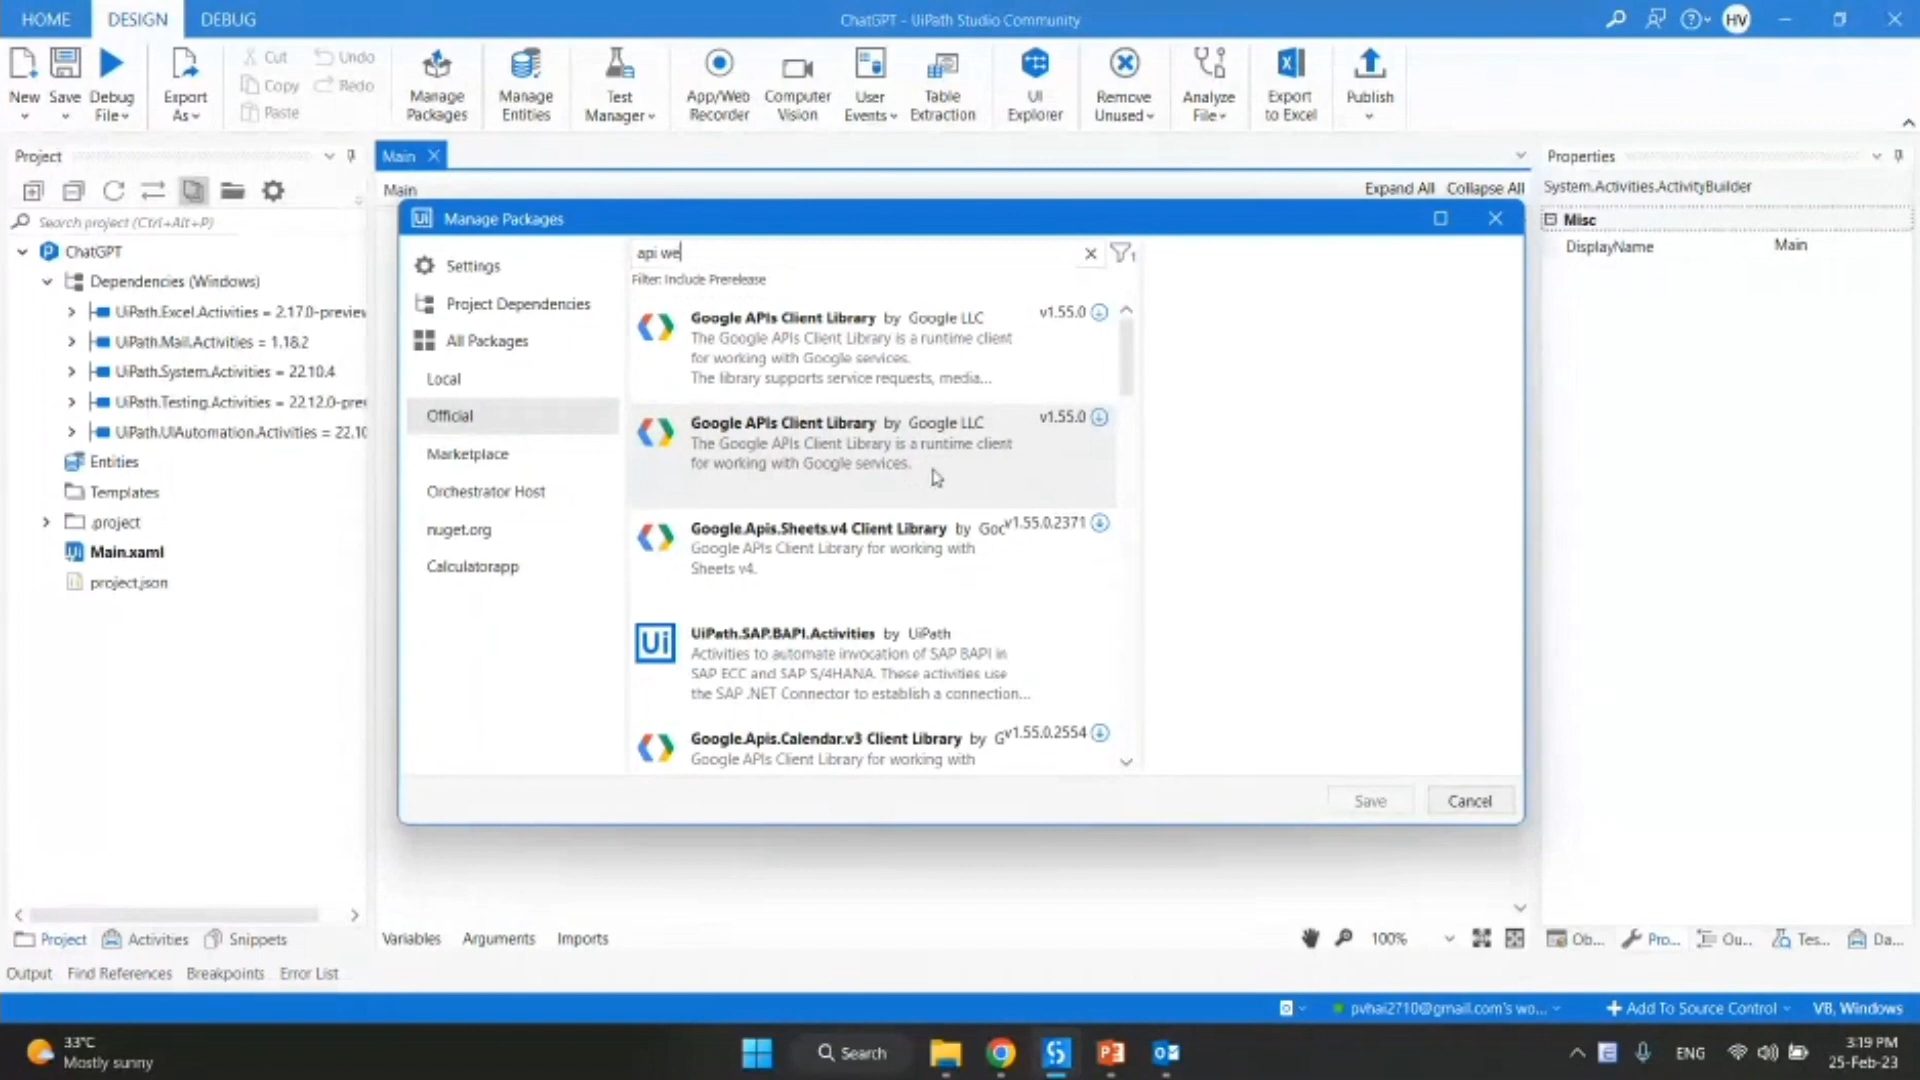 HOME DESIGN DEBUG
ChatGPT - UiPath Studio Community
HV
New Save Debug File Export As
Cut Copy Paste Undo Redo
Manage Packages Manage Entities Test Manager App/Web Recorder Computer Vision User Events Table Extraction UI Explorer Remove Unused Analyze File Export to Excel Publish
Project
Main
Properties
Main
Expand All Collapse All
System.Activities.ActivityBuilder
Search project (Ctrl+Alt+P)
Misc
DisplayName Main
ChatGPT
Dependencies (Windows)
UiPath.Excel.Activities = 2.17.0-preview
UiPath.Mail.Activities = 1.18.2
UiPath.System.Activities = 22.10.4
UiPath.Testing.Activities = 22.12.0-pre
UiPath.UIAutomation.Activities = 22.10
Entities
Templates
.project
Main.xaml
project.json
Manage Packages
Settings
Project Dependencies
All Packages
Local
Official
Marketplace
Orchestrator Host
nuget.org
Calculatorapp
api we
Filter: Include Prerelease
Google APIs Client Library by Google LLC v1.55.0
The Google APIs Client Library is a runtime client
for working with Google services.
The library supports service requests, media...
Google APIs Client Library by Google LLC v1.55.0
The Google APIs Client Library is a runtime client
for working with Google services.
Google.Apis.Sheets.v4 Client Library by Goo v1.55.0.2371
Google APIs Client Library for working with
Sheets v4.
UiPath.SAP.BAPI.Activities by UiPath
Activities to automate invocation of SAP BAPI in
SAP ECC and SAP S/4HANA. These activities use
the SAP .NET Connector to establish a connection...
Google.Apis.Calendar.v3 Client Library by G v1.55.0.2554
Google APIs Client Library for working with
Save Cancel
Project Activities Snippets
Variables Arguments Imports
100%
Ob... Pro... Ou... Tes... Da...
Output Find References Breakpoints Error List
pvhai2710@gmail.com's wo... Add To Source Control VB, Windows
33°C
Mostly sunny
Search
ENG
3:19 PM
25-Feb-23